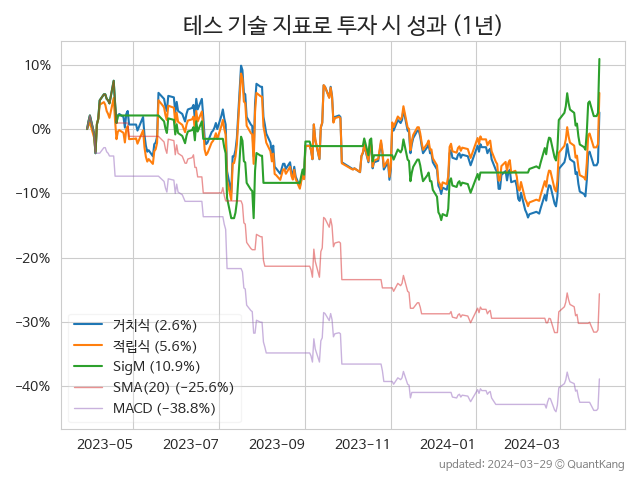 테스 기술 지표로 투자 시 성과 (1년)
10%
0%
−10%
−20%
−30%
−40%
거치식 (2.6%)
적립식 (5.6%)
SigM (10.9%)
SMA(20) (−25.6%)
MACD (−38.8%)
2023-05 2023-07 2023-09 2023-11 2024-01 2024-03
updated: 2024-03-29 © QuantKang